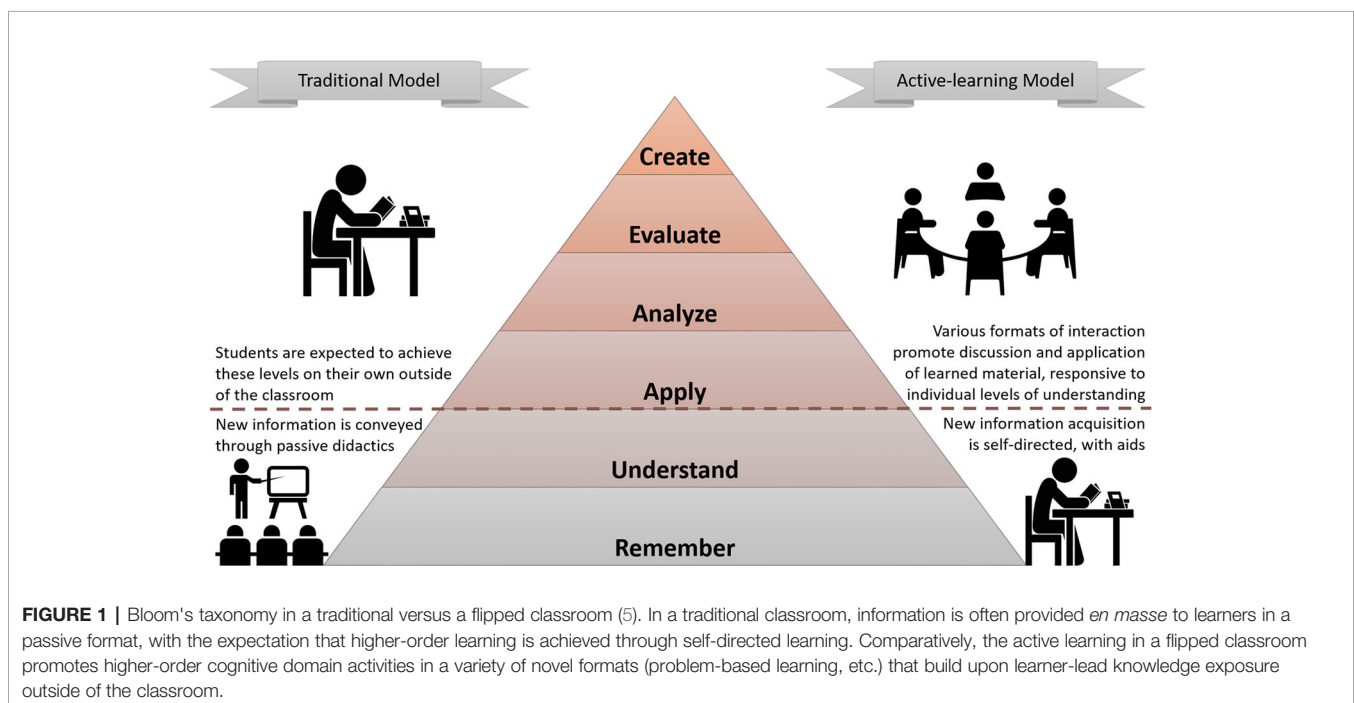 Traditional Model
Active-learning Model
Create
Evaluate
Analyze
Apply
Understand
Remember
Students are expected to achieve
these levels on their own outside
of the classroom
New information is conveyed
through passive didactics
Various formats of interaction
promote discussion and application
of learned material, responsive to
individual levels of understanding
New information acquisition
is self-directed, with aids
FIGURE 1 | Bloom's taxonomy in a traditional versus a flipped classroom (5). In a traditional classroom, information is often provided en masse to learners in a
passive format, with the expectation that higher-order learning is achieved through self-directed learning. Comparatively, the active learning in a flipped classroom
promotes higher-order cognitive domain activities in a variety of novel formats (problem-based learning, etc.) that build upon learner-lead knowledge exposure
outside of the classroom.